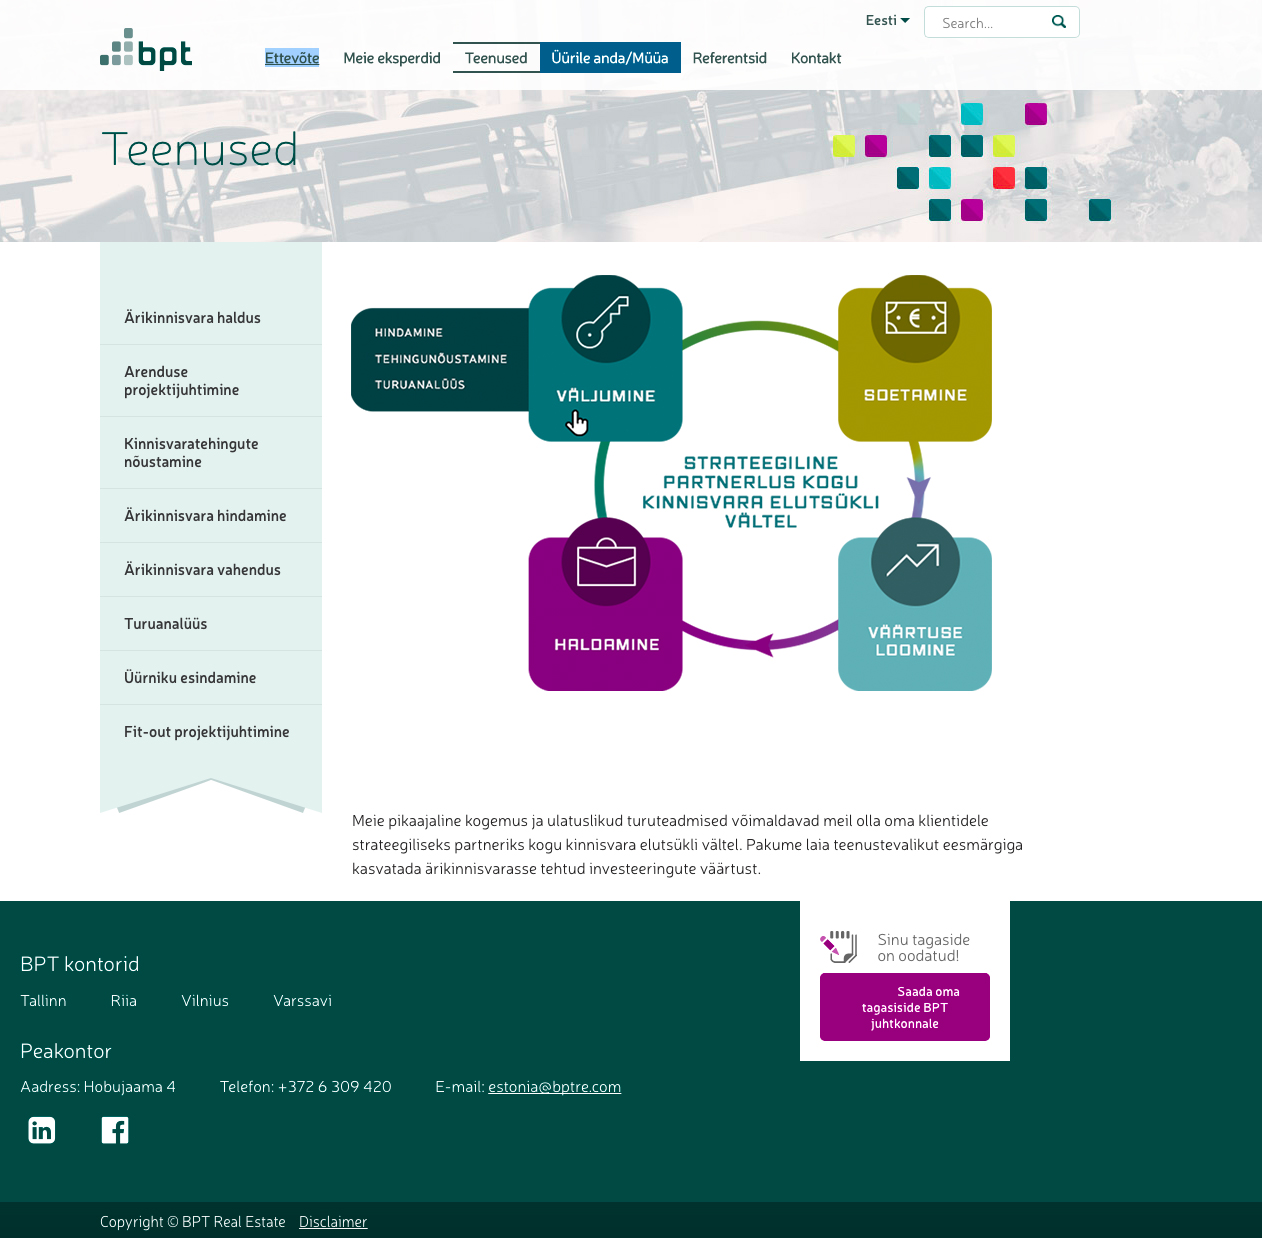 Eesti
Search...
bpt
Ettevõte Meie eksperdid Teenused Üürile anda/Müüa Referentsid Kontakt
Teenused
Ärikinnisvara haldus
Arenduse
projektijuhtimine
Kinnisvaratehingute
nõustamine
Ärikinnisvara hindamine
Ärikinnisvara vahendus
Turuanalüüs
Üürniku esindamine
Fit-out projektijuhtimine
HINDAMINE
TEHINGUNÕUSTAMINE
TURUANALÜÜS
VÄLJUMINE
SOETAMINE
STRATEEGILINE
PARTNERLUS KOGU
KINNISVARA ELUTSÜKLI
VÄLTEL
HALDAMINE
VÄÄRTUSE
LOOMINE
Meie pikaajaline kogemus ja ulatuslikud turuteadmised võimaldavad meil olla oma klientidele
strateegiliseks partneriks kogu kinnisvara elutsükli vältel. Pakume laia teenustevalikut eesmärgiga
kasvatada ärikinnisvarasse tehtud investeeringute väärtust.
BPT kontorid
Tallinn Riia Vilnius Varssavi
Peakontor
Aadress: Hobujaama 4 Telefon: +372 6 309 420 E-mail: estonia@bptre.com
in
Sinu tagaside
on oodatud!
Saada oma
tagasiside BPT
juhtkonnale
Copyright © BPT Real Estate Disclaimer